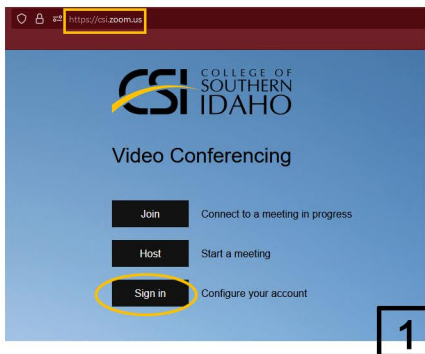 https://csi.zoom.us
CSI
COLLEGE OF
SOUTHERN
IDAHO
Video Conferencing
Join Connect to a meeting in progress
Host Start a meeting
Sign in Configure your account
1